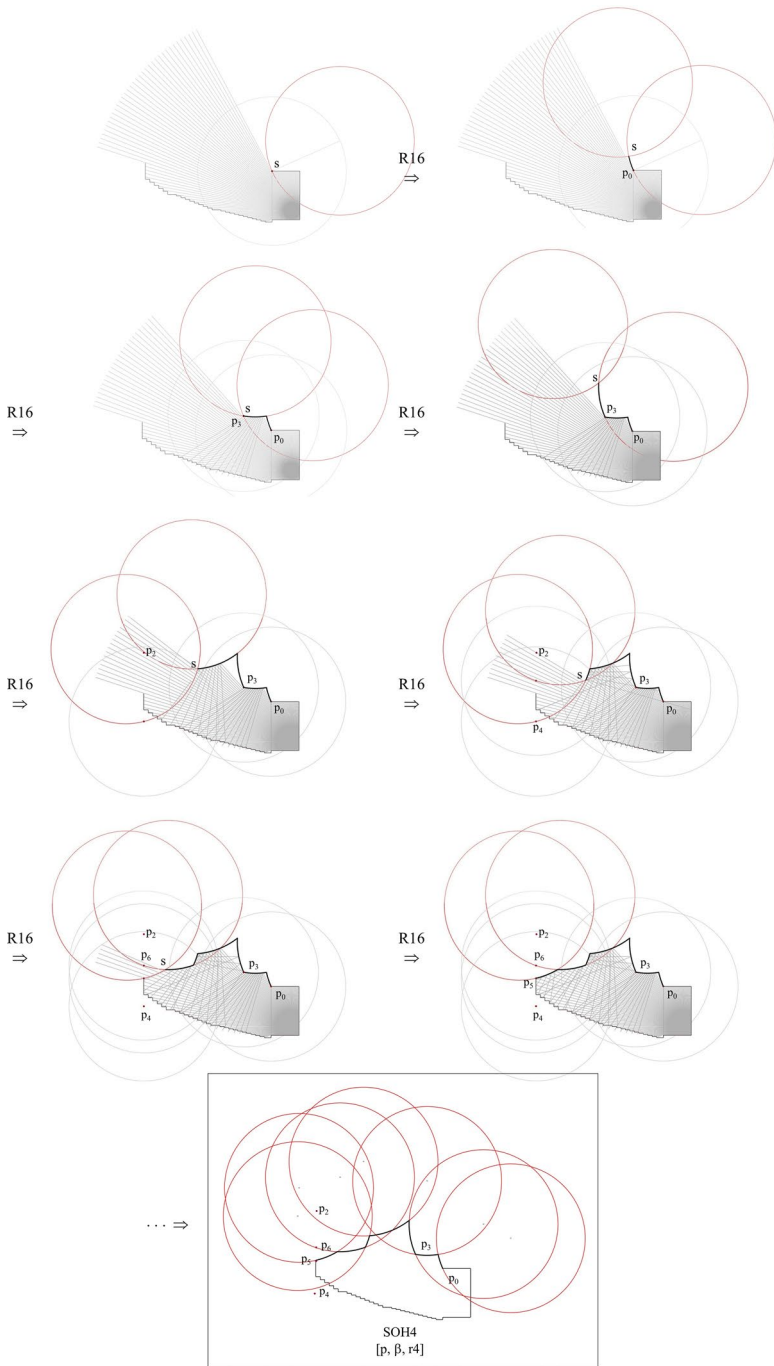 s
R16
⇒
s
p₀
R16
⇒
s
p₃
p₀
R16
⇒
s
p₃
p₀
R16
⇒
p₂
s
p₃
p₀
R16
⇒
p₂
s
p₃
p₀
p₄
R16
⇒
p₂
p₆
s
p₃
p₀
p₄
R16
⇒
p₂
p₆
p₅
p₃
p₀
p₄
··· ⇒
p₂
p₆
p₃
p₅
p₀
p₄
SOH4
[p, β, r4]